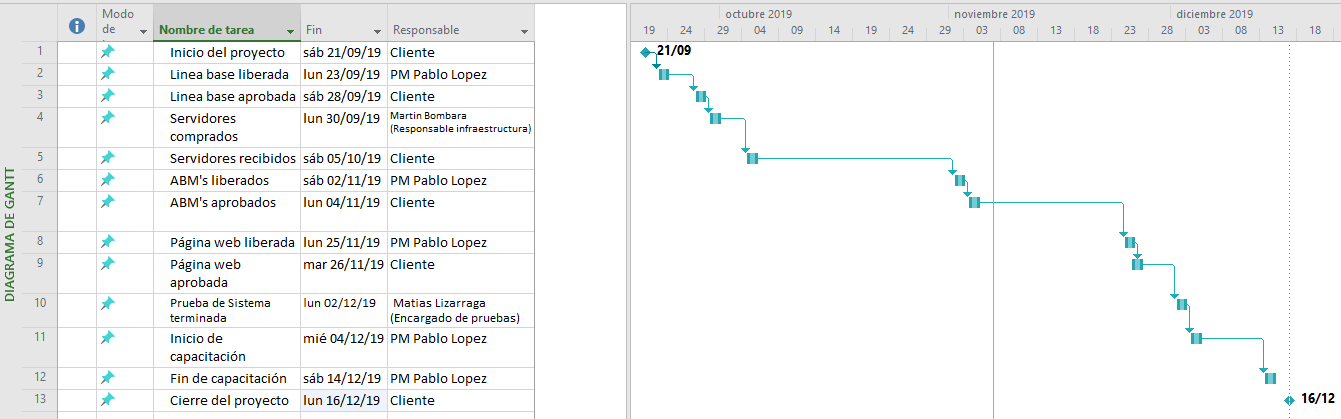 Modo
de
Nombre de tarea Fin Responsable
octubre 2019 noviembre 2019 diciembre 2019
19 24 29 04 09 14 19 24 29 03 08 13 18 23 28 03 08 13 18
1 Inicio del proyecto sáb 21/09/19 Cliente 21/09
2 Linea base liberada lun 23/09/19 PM Pablo Lopez
3 Linea base aprobada sáb 28/09/19 Cliente
4 Servidores lun 30/09/19 Martin Bombara
comprados (Responsable infraestructura)
5 Servidores recibidos sáb 05/10/19 Cliente
6 ABM's liberados sáb 02/11/19 PM Pablo Lopez
7 ABM's aprobados lun 04/11/19 Cliente
8 Página web liberada lun 25/11/19 PM Pablo Lopez
9 Página web mar 26/11/19 Cliente
aprobada
10 Prueba de Sistema lun 02/12/19 Matias Lizarraga
terminada (Encargado de pruebas)
11 Inicio de mié 04/12/19 PM Pablo Lopez
capacitación
12 Fin de capacitación sáb 14/12/19 PM Pablo Lopez
13 Cierre del proyecto lun 16/12/19 Cliente 16/12
DIAGRAMA DE GANTT